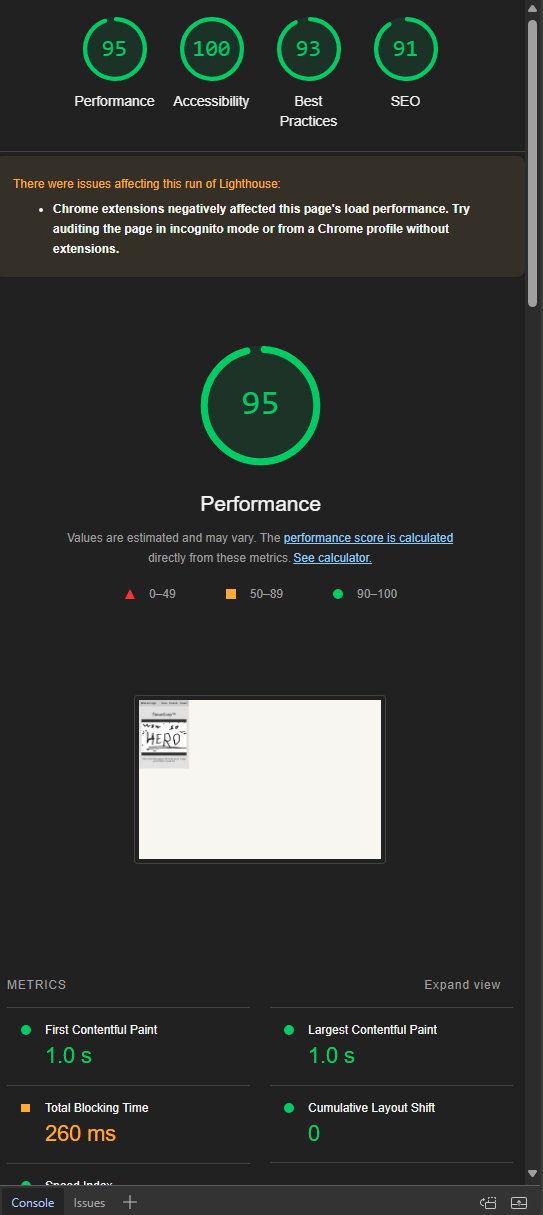 95 100 93 91
Performance Accessibility Best Practices SEO
There were issues affecting this run of Lighthouse:
• Chrome extensions negatively affected this page's load performance. Try
auditing the page in incognito mode or from a Chrome profile without
extensions.
95
Performance
Values are estimated and may vary. The performance score is calculated
directly from these metrics. See calculator.
0–49 50–89 90–100
HERO
METRICS Expand view
First Contentful Paint
1.0 s
Largest Contentful Paint
1.0 s
Total Blocking Time
260 ms
Cumulative Layout Shift
0
Speed Index
Console Issues